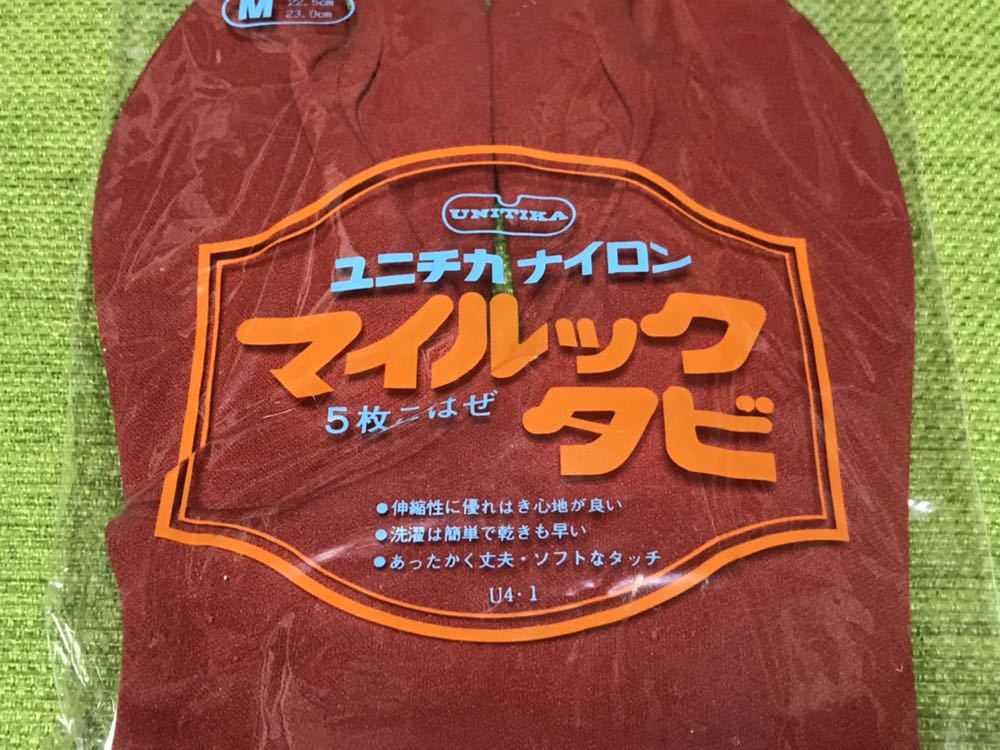 M 22.5cm
23.0cm
UNITIKA
ユニチカ ナイロン
マイルック
タビ
5枚こはぜ
●伸縮性に優れはき心地が良い
●洗濯は簡単で乾きも早い
●あったかく丈夫・ソフトなタッチ
U4・1